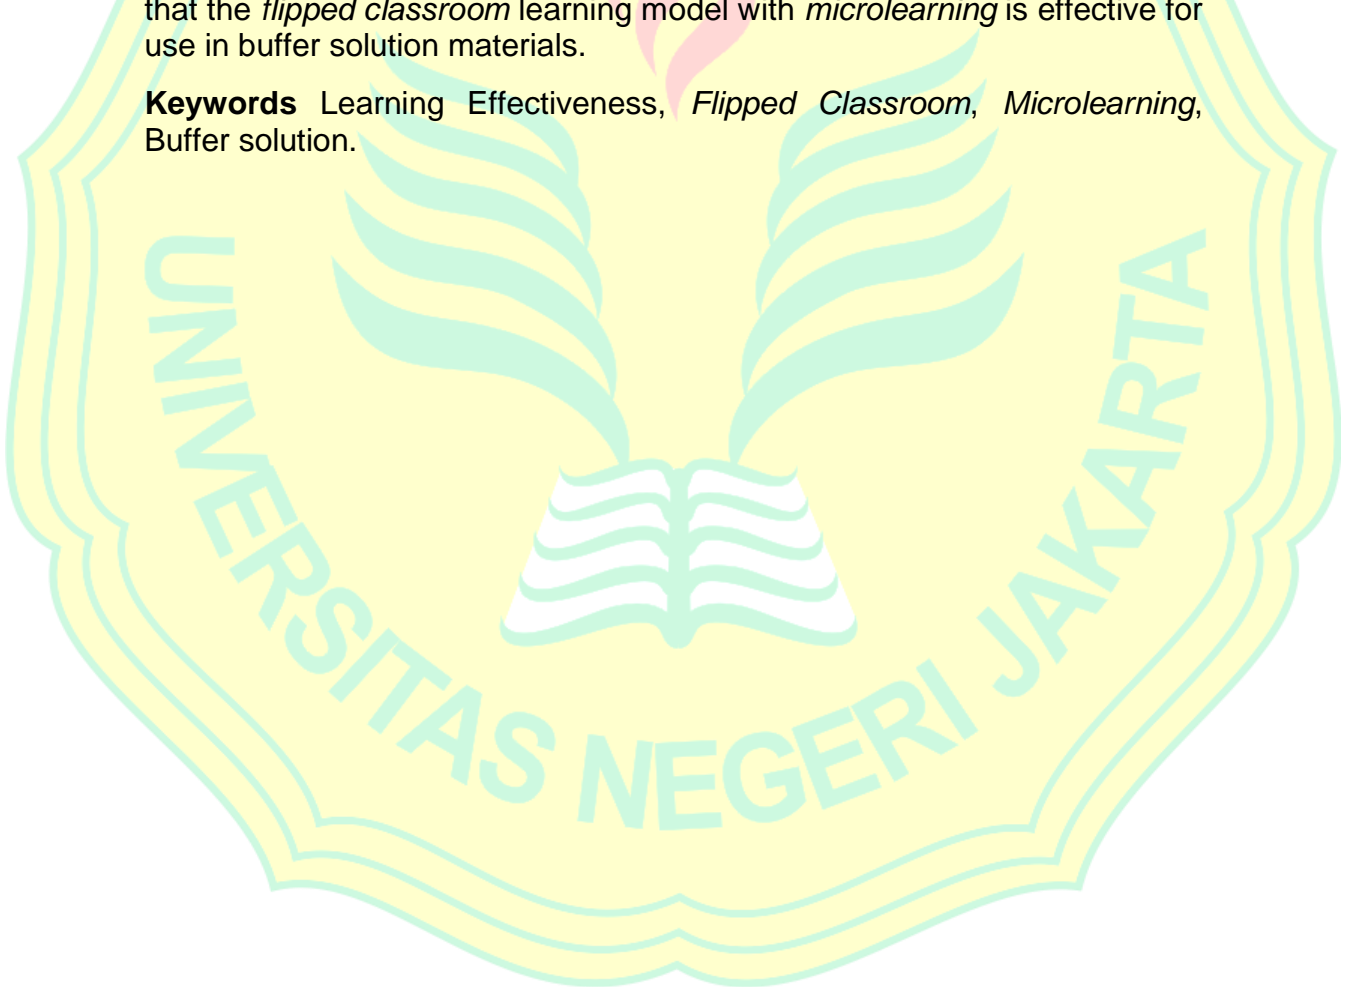 that the flipped classroom learning model with microlearning is effective for
use in buffer solution materials.
Keywords Learning Effectiveness, Flipped Classroom, Microlearning,
Buffer solution.
UNIVERSITAS NEGERI JAKARTA